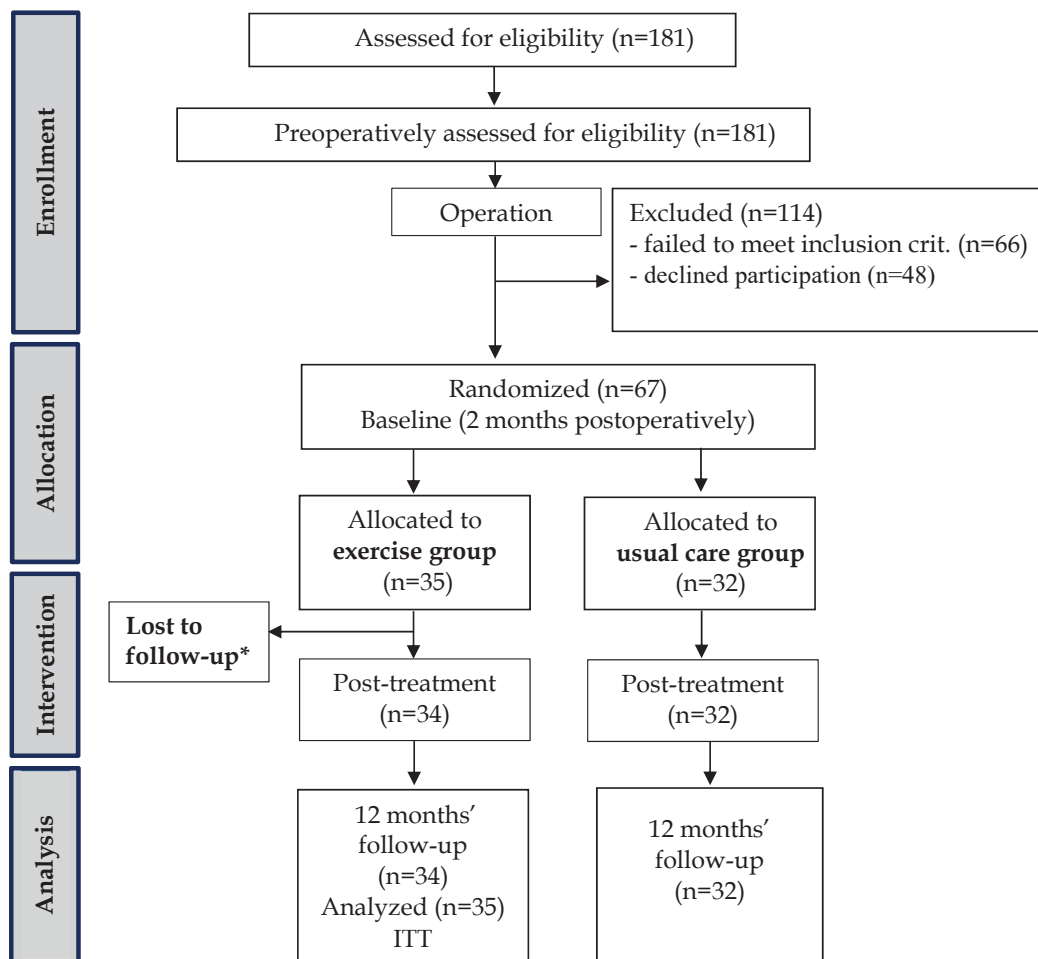 Enrollment
Assessed for eligibility (n=181)
Preoperatively assessed for eligibility (n=181)
Operation
Excluded (n=114)
- failed to meet inclusion crit. (n=66)
- declined participation (n=48)
Allocation
Randomized (n=67)
Baseline (2 months postoperatively)
Allocated to
exercise group
(n=35)
Allocated to
usual care group
(n=32)
Intervention
Lost to
follow-up*
Post-treatment
(n=34)
Post-treatment
(n=32)
Analysis
12 months’
follow-up
(n=34)
Analyzed (n=35)
ITT
12 months’
follow-up
(n=32)